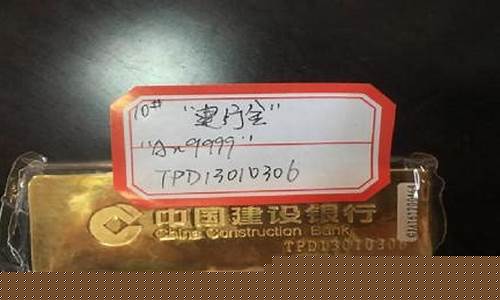 10# "建行金"
"Au9999"
TPD13010306
中国建设银行
China Construction Bank
TPD13010306